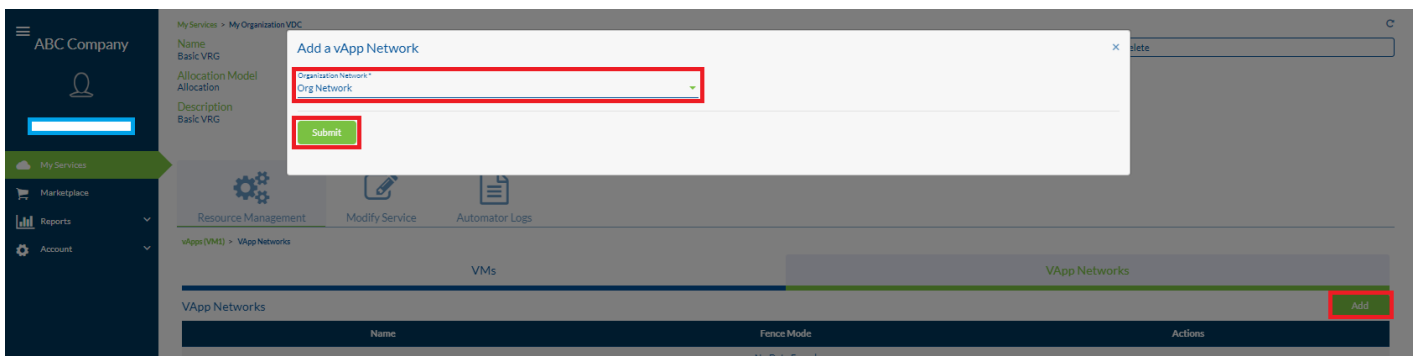 My Services > My Organization VDC
ABC Company
Name
Basic VRG
Allocation Model
Allocation
Description
Basic VRG
Add a vApp Network
×
Organization Network *
Org Network
Submit
My Services
Marketplace
Reports
Account
Resource Management
Modify Service
Automator Logs
vApps (VM1) > VApp Networks
VMs
VApp Networks
VApp Networks
Add
Name
Fence Mode
Actions